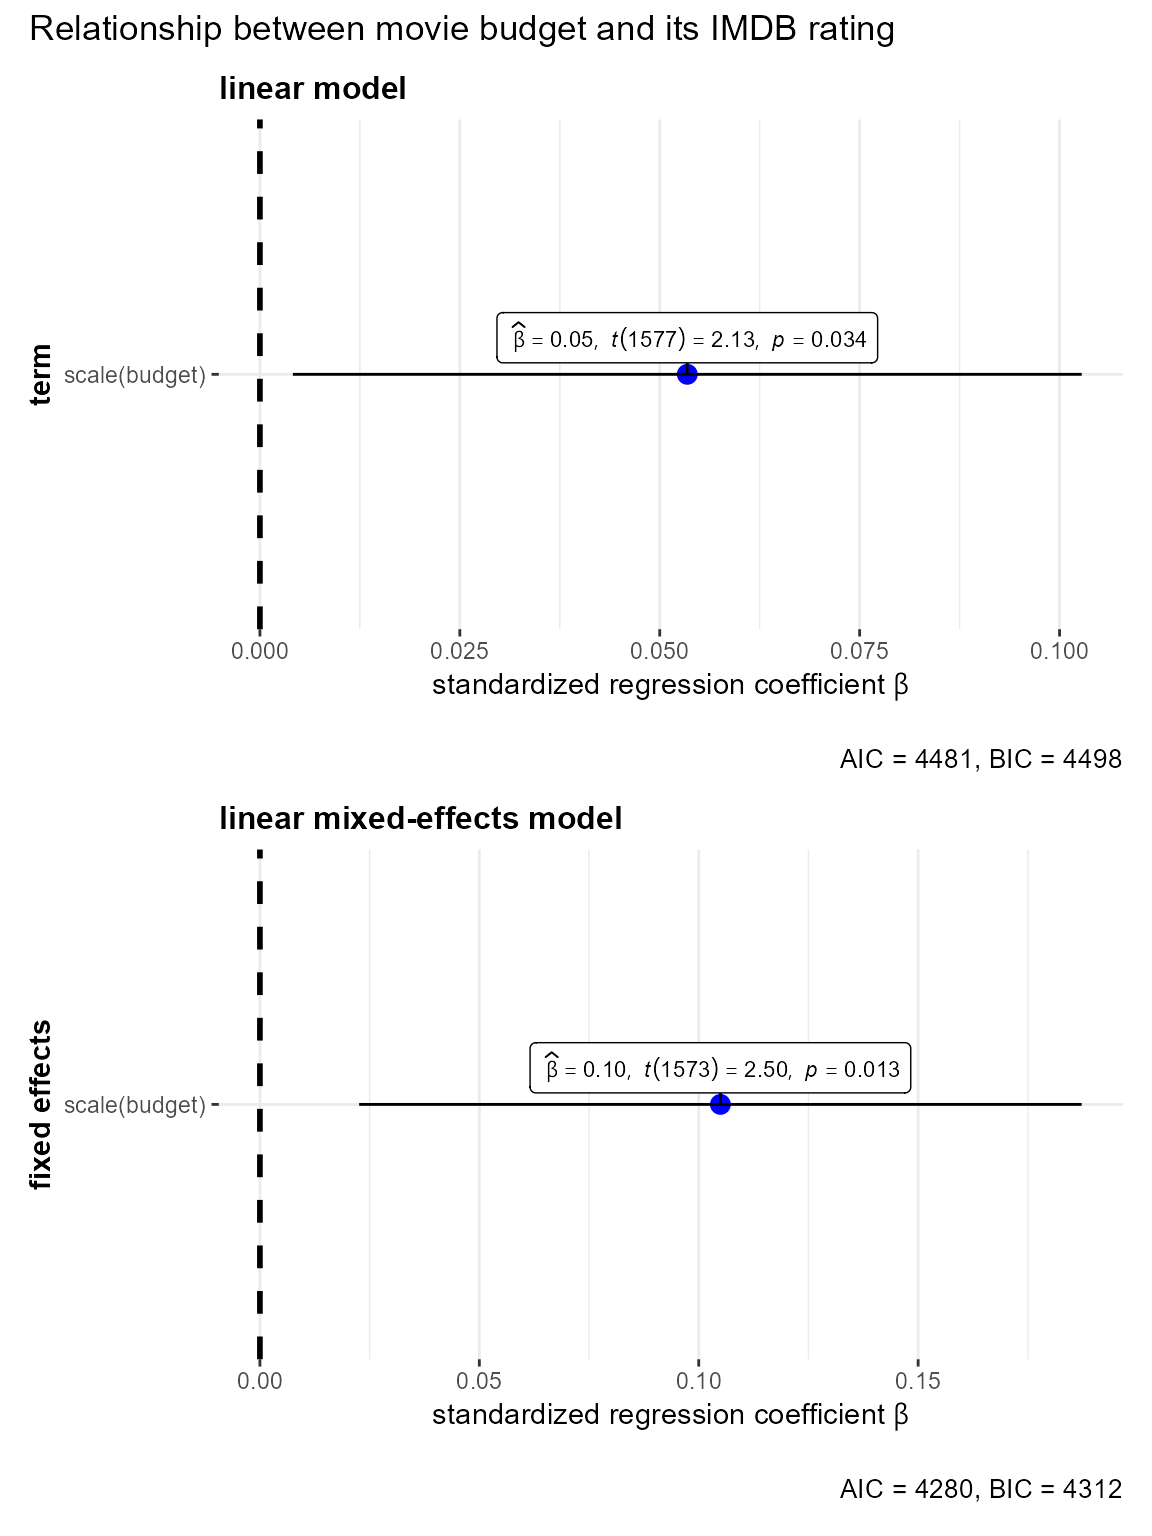 Relationship between movie budget and its IMDB rating
linear model
β̂ = 0.05, t(1577) = 2.13, p = 0.034
term
scale(budget)
0.000 0.025 0.050 0.075 0.100
standardized regression coefficient β
AIC = 4481, BIC = 4498
linear mixed-effects model
β̂ = 0.10, t(1573) = 2.50, p = 0.013
fixed effects
scale(budget)
0.00 0.05 0.10 0.15
standardized regression coefficient β
AIC = 4280, BIC = 4312